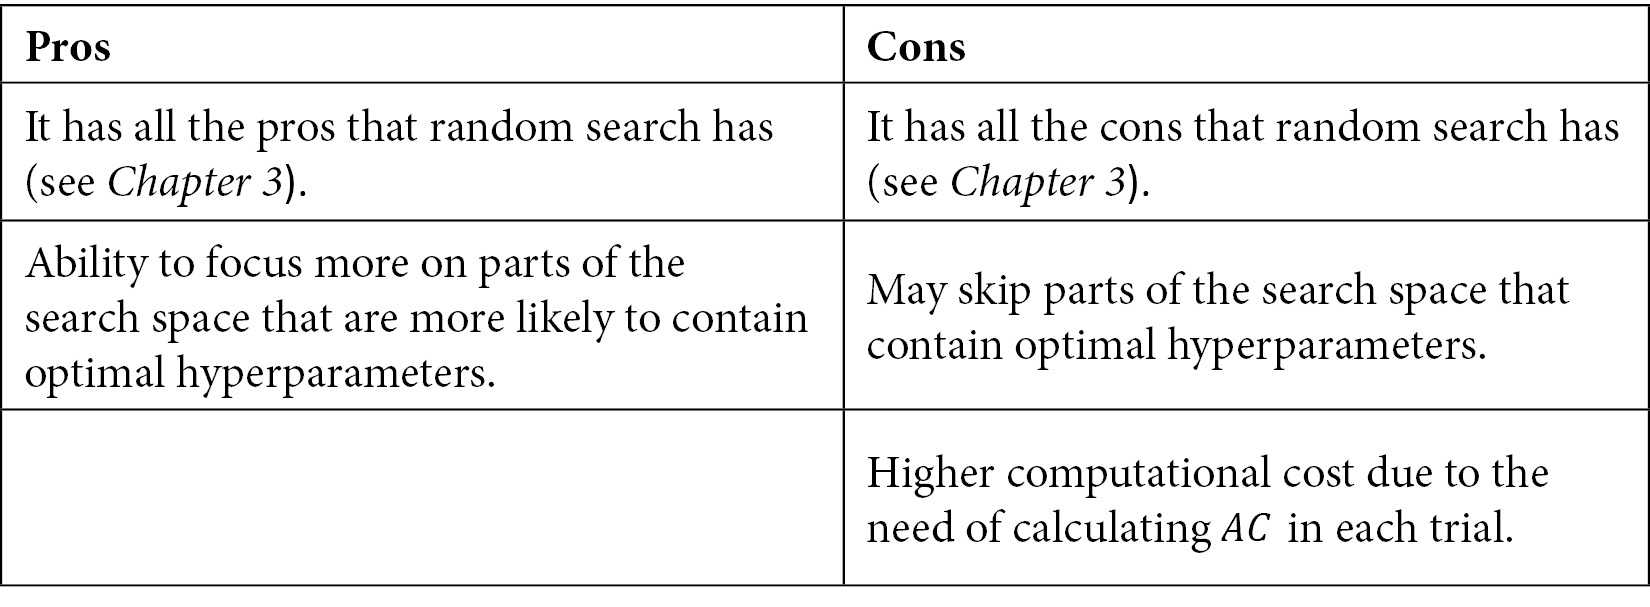 Pros
Cons
It has all the pros that random search has
(see Chapter 3).
It has all the cons that random search has
(see Chapter 3).
Ability to focus more on parts of the
search space that are more likely to contain
optimal hyperparameters.
May skip parts of the search space that
contain optimal hyperparameters.
Higher computational cost due to the
need of calculating AC in each trial.